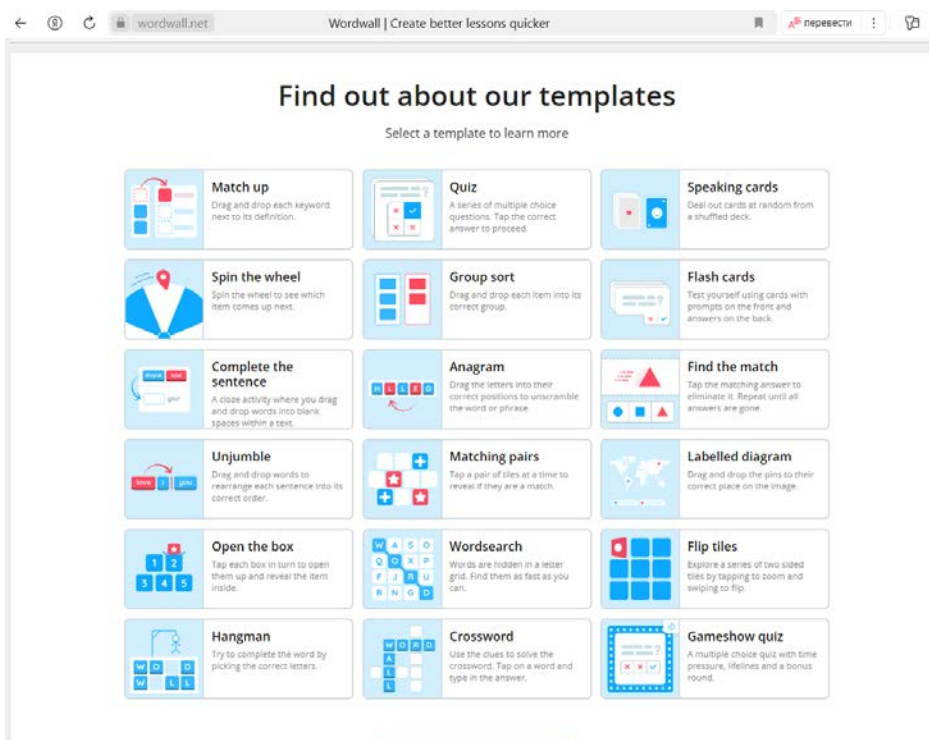 wordwall.net
Wordwall | Create better lessons quicker
перевести
Find out about our templates
Select a template to learn more
Match up
Drag and drop each keyword
next to its definition.
Quiz
A series of multiple choice
questions. Tap the correct
answer to proceed.
Speaking cards
Deal out cards at random from
a shuffled deck.
Spin the wheel
Spin the wheel to see which
item comes up next.
Group sort
Drag and drop each item into its
correct group.
Flash cards
Test yourself using cards with
prompts on the front and
answers on the back.
Complete the
sentence
A cloze activity where you drag
and drop words into blank
spaces within a text.
Anagram
Drag the letters into their
correct positions to unscramble
the word or phrase.
H L L E O
Find the match
Tap the matching answer to
eliminate it. Repeat until all
answers are gone.
love I you
Unjumble
Drag and drop words to
rearrange each sentence into its
correct order.
Matching pairs
Tap a pair of tiles at a time to
reveal if they are a match.
Labelled diagram
Drag and drop the pins to their
correct place on the image.
1 2
3 4 5
Open the box
Tap each box in turn to open
them up and reveal the item
inside.
W A S O
Q O X P
F J R U
B N G D
Wordsearch
Words are hidden in a letter
grid. Find them as fast as you
can.
Flip tiles
Explore a series of two sided
tiles by tapping to zoom and
swiping to flip.
W O D
W L L
Hangman
Try to complete the word by
picking the correct letters.
W O R D
A
L
L
Crossword
Use the clues to solve the
crossword. Tap on a word and
type in the answer.
Gameshow quiz
A multiple choice quiz with time
pressure, lifelines and a bonus
round.